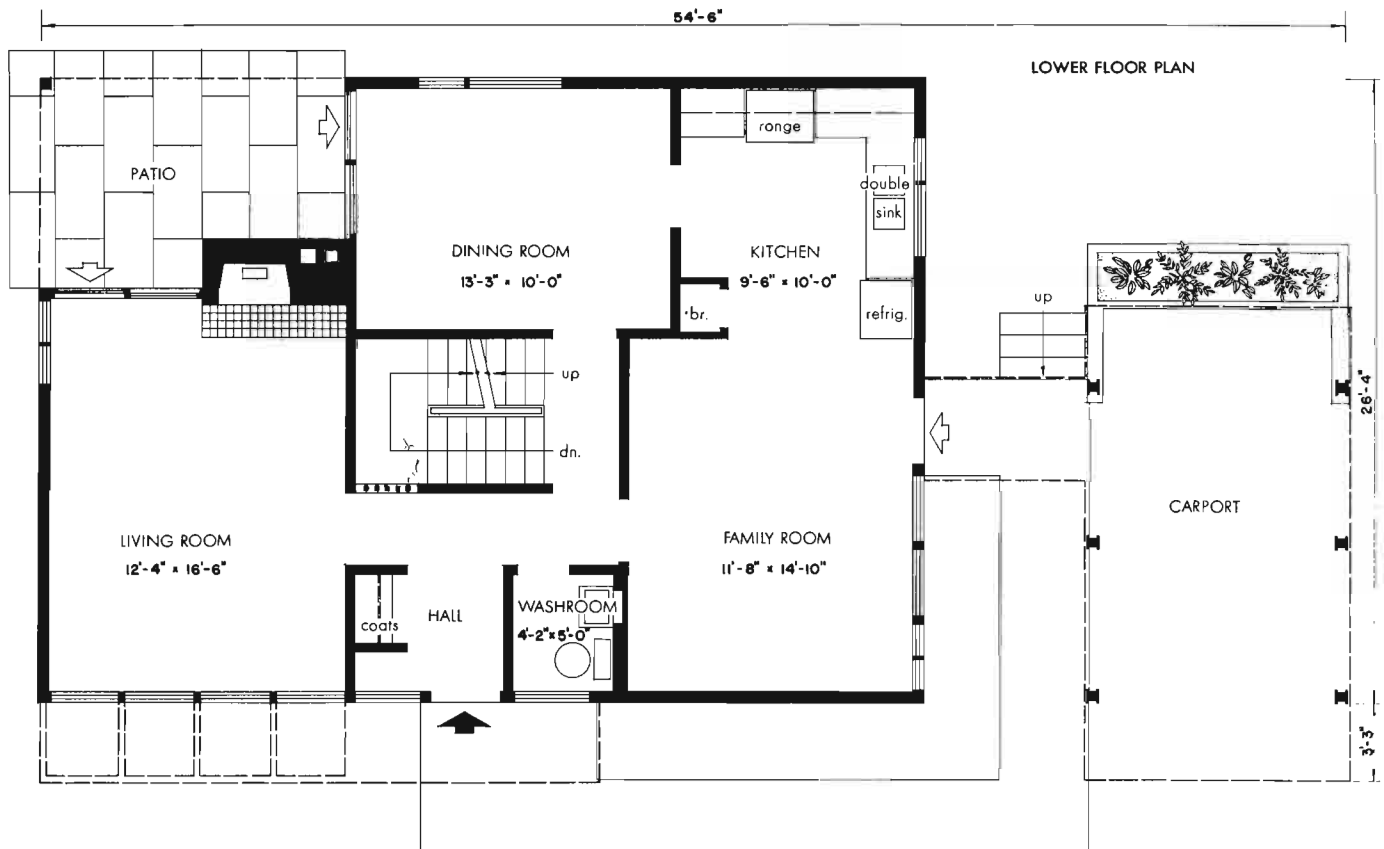 54'-6"
LOWER FLOOR PLAN
range
PATIO
double
sink
DINING ROOM
13'-3" x 10'-0"
KITCHEN
9'-6" x 10'-0"
br.
refrig.
up
up
26'-4"
dn.
LIVING ROOM
12'-4" x 16'-6"
FAMILY ROOM
11'-8" x 14'-10"
CARPORT
coats
HALL
WASHROOM
4'-2" x 5'-0"
3'-3"